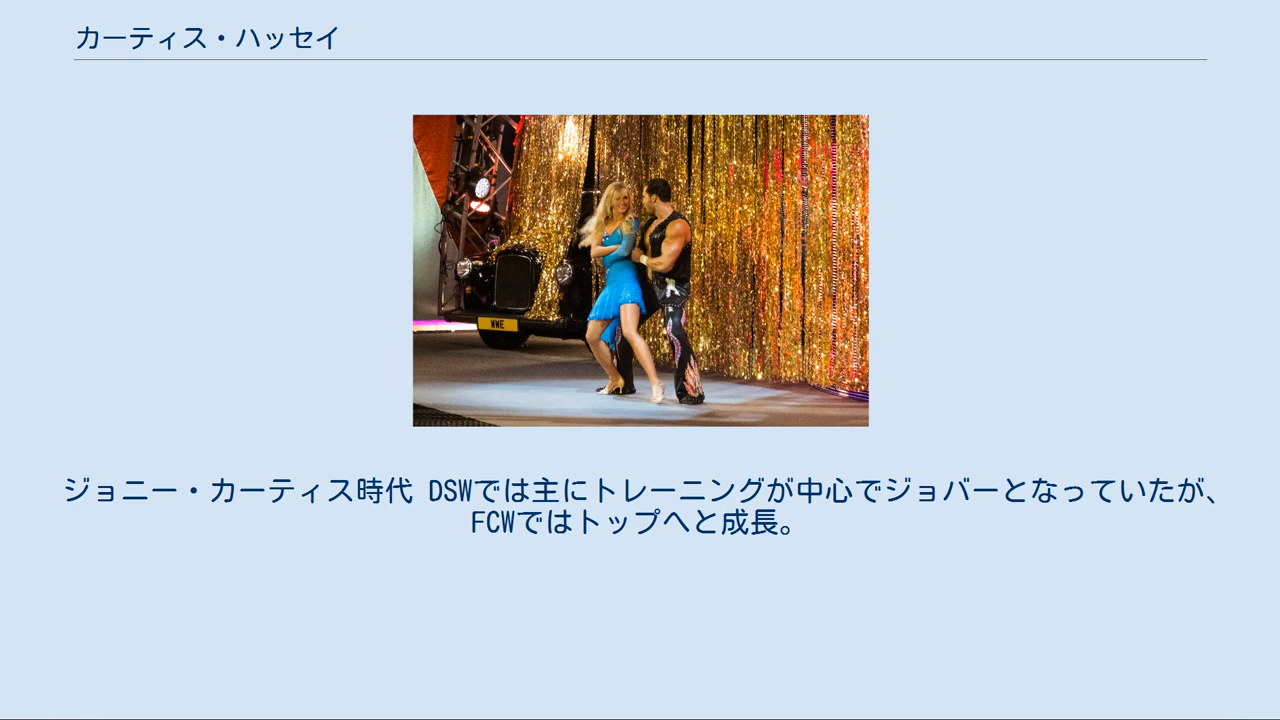 カーティス・ハッセイ
WWE
ジョニー・カーティス時代 DSWでは主にトレーニングが中心でジョバーとなっていたが、
FCWではトップへと成長。